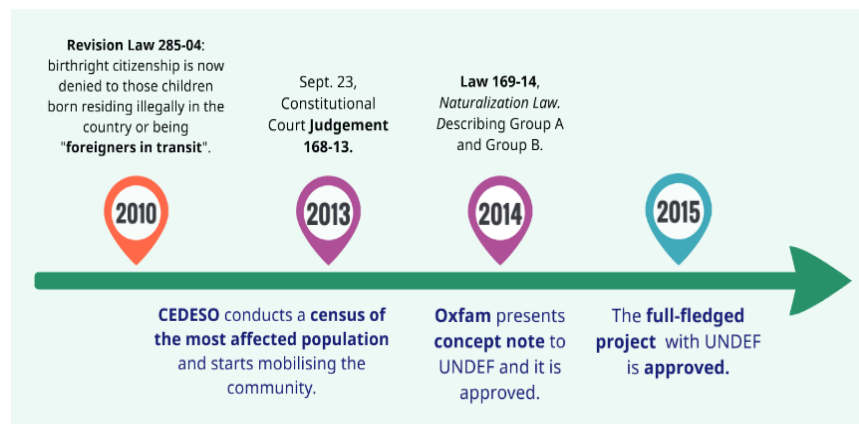 Revision Law 285-04:
birthright citizenship is now
denied to those children
born residing illegally in the
country or being
"foreigners in transit".
Sept. 23,
Constitutional
Court Judgement
168-13.
Law 169-14,
Naturalization Law.
Describing Group A
and Group B.
2010
2013
2014
2015
CEDESO conducts a census of
the most affected population
and starts mobilising the
community.
Oxfam presents
concept note to
UNDEF and it is
approved.
The full-fledged
project with UNDEF
is approved.